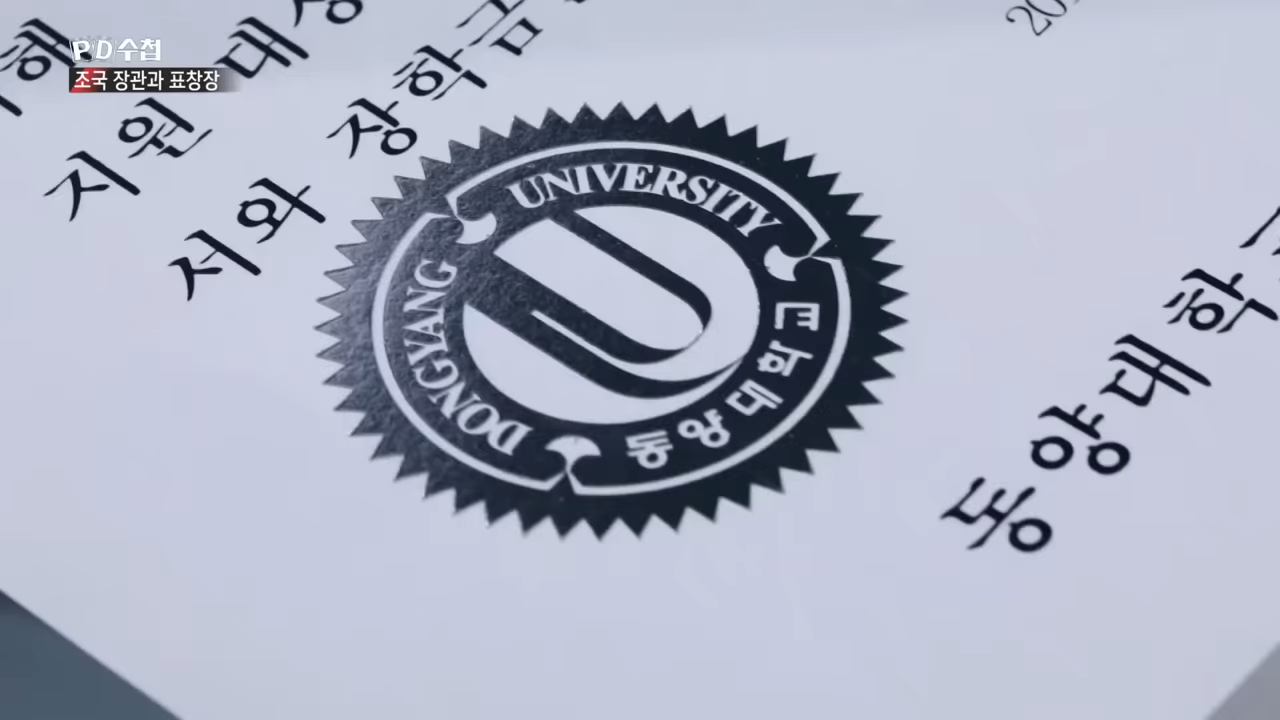 PD수첩
조국 장관과 표창장
지원 대상
서와 장학금
DONGYANG UNIVERSITY
동양대학교
동양대학